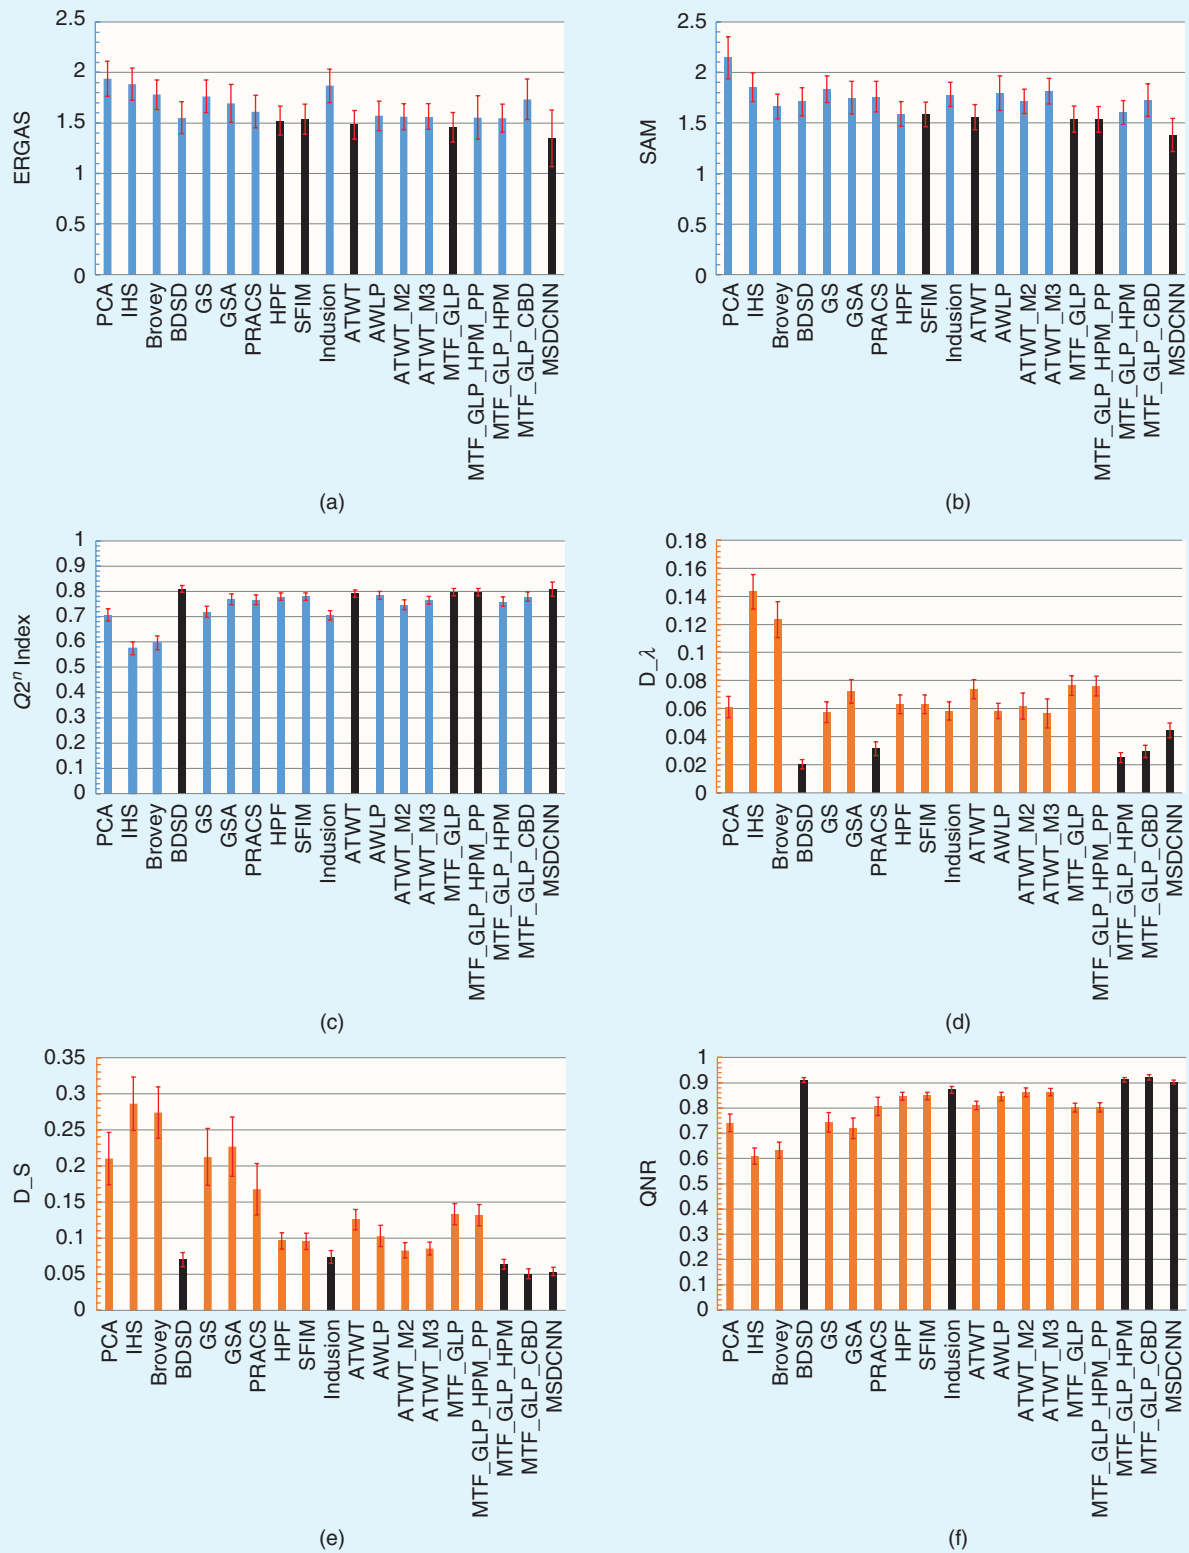 2.5
2
1.5
1
0.5
0
ERGAS
PCA
IHS
Brovey
BDSD
GS
GSA
PRACS
HPF
SFIM
Indusion
ATWT
AWLP
ATWT_M2
ATWT_M3
MTF_GLP
MTF_GLP_HPM_PP
MTF_GLP_HPM
MTF_GLP_CBD
MSDCNN
(a)
2.5
2
1.5
1
0.5
0
SAM
PCA
IHS
Brovey
BDSD
GS
GSA
PRACS
HPF
SFIM
Indusion
ATWT
AWLP
ATWT_M2
ATWT_M3
MTF_GLP
MTF_GLP_HPM_PP
MTF_GLP_HPM
MTF_GLP_CBD
MSDCNN
(b)
1
0.9
0.8
0.7
0.6
0.5
0.4
0.3
0.2
0.1
0
Q2ⁿ Index
PCA
IHS
Brovey
BDSD
GS
GSA
PRACS
HPF
SFIM
Indusion
ATWT
AWLP
ATWT_M2
ATWT_M3
MTF_GLP
MTF_GLP_HPM_PP
MTF_GLP_HPM
MTF_GLP_CBD
MSDCNN
(c)
0.18
0.16
0.14
0.12
0.1
0.08
0.06
0.04
0.02
0
D_λ
PCA
IHS
Brovey
BDSD
GS
GSA
PRACS
HPF
SFIM
Indusion
ATWT
AWLP
ATWT_M2
ATWT_M3
MTF_GLP
MTF_GLP_HPM_PP
MTF_GLP_HPM
MTF_GLP_CBD
MSDCNN
(d)
0.35
0.3
0.25
0.2
0.15
0.1
0.05
0
D_S
PCA
IHS
Brovey
BDSD
GS
GSA
PRACS
HPF
SFIM
Indusion
ATWT
AWLP
ATWT_M2
ATWT_M3
MTF_GLP
MTF_GLP_HPM_PP
MTF_GLP_HPM
MTF_GLP_CBD
MSDCNN
(e)
1
0.9
0.8
0.7
0.6
0.5
0.4
0.3
0.2
0.1
0
QNR
PCA
IHS
Brovey
BDSD
GS
GSA
PRACS
HPF
SFIM
Indusion
ATWT
AWLP
ATWT_M2
ATWT_M3
MTF_GLP
MTF_GLP_HPM_PP
MTF_GLP_HPM
MTF_GLP_CBD
MSDCNN
(f)